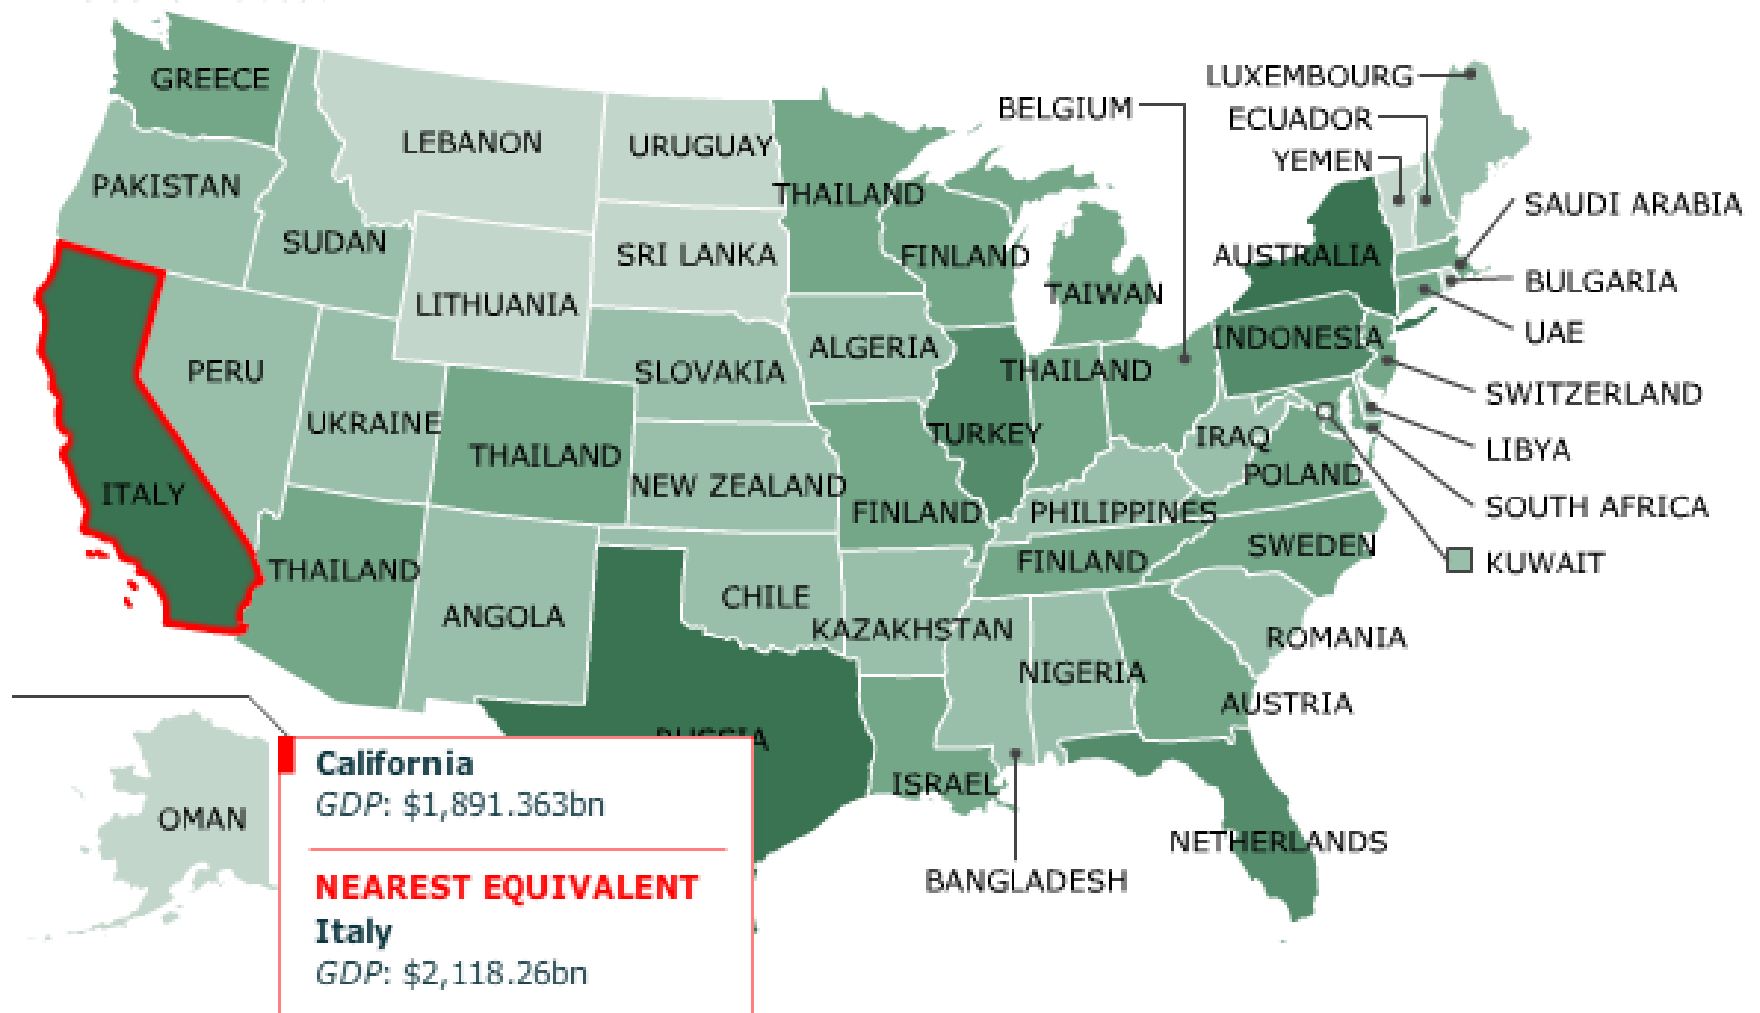 GREECE
LUXEMBOURG
BELGIUM
ECUADOR
LEBANON
URUGUAY
YEMEN
PAKISTAN
THAILAND
SAUDI ARABIA
SUDAN
SRI LANKA
FINLAND
AUSTRALIA
BULGARIA
TAIWAN
LITHUANIA
UAE
INDONESIA
ALGERIA
PERU
SLOVAKIA
THAILAND
SWITZERLAND
UKRAINE
TURKEY
IRAQ
LIBYA
THAILAND
POLAND
ITALY
NEW ZEALAND
FINLAND
PHILIPPINES
SOUTH AFRICA
SWEDEN
THAILAND
FINLAND
KUWAIT
CHILE
ANGOLA
KAZAKHSTAN
ROMANIA
NIGERIA
AUSTRIA
RUSSIA
ISRAEL
OMAN
NETHERLANDS
BANGLADESH
California
GDP: $1,891.363bn
NEAREST EQUIVALENT
Italy
GDP: $2,118.26bn